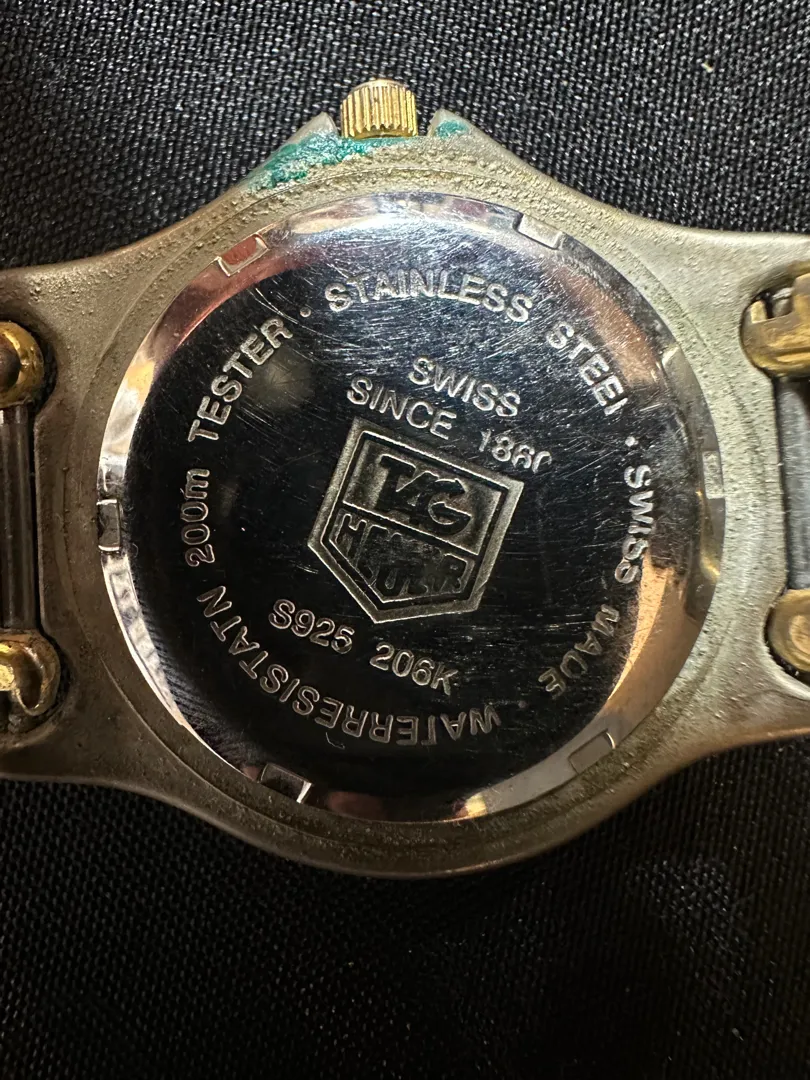 WATERRESISTATN 200m TESTER · STAINLESS STEEL · SWISS MADE
SWISS
SINCE 1860
TAG
HEUER
S925 206K